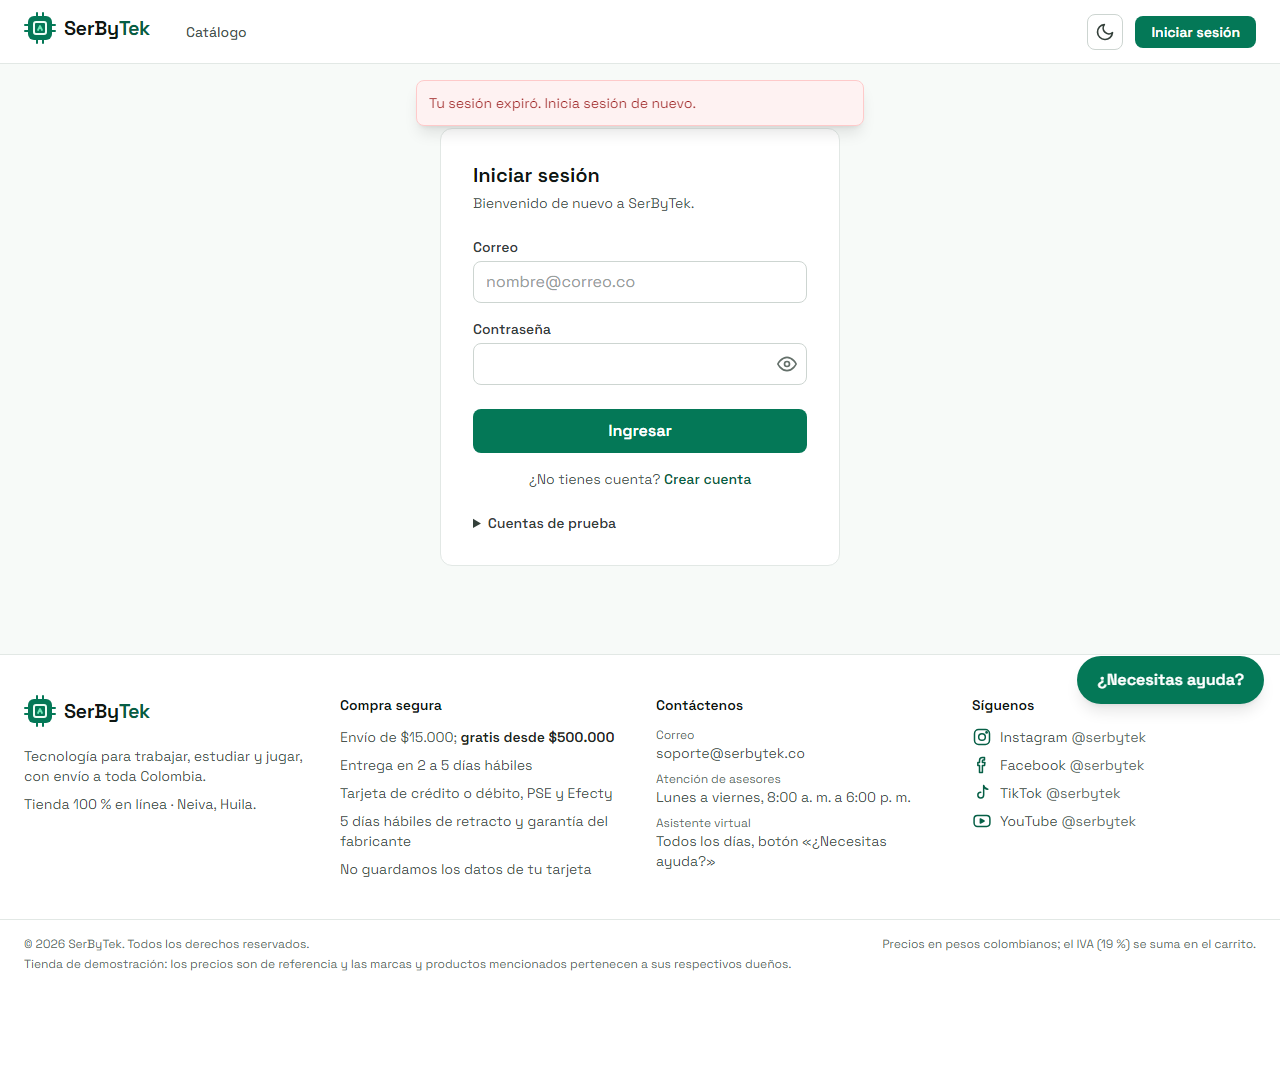 SerByTek
Catálogo
Iniciar sesión
Tu sesión expiró. Inicia sesión de nuevo.
Iniciar sesión
Bienvenido de nuevo a SerByTek.
Correo
nombre@correo.co
Contraseña
Ingresar
¿No tienes cuenta? Crear cuenta
Cuentas de prueba
¿Necesitas ayuda?
SerByTek
Tecnología para trabajar, estudiar y jugar,
con envío a toda Colombia.
Tienda 100 % en línea · Neiva, Huila.
Compra segura
Envío de $15.000; gratis desde $500.000
Entrega en 2 a 5 días hábiles
Tarjeta de crédito o débito, PSE y Efecty
5 días hábiles de retracto y garantía del
fabricante
No guardamos los datos de tu tarjeta
Contáctenos
Correo
soporte@serbytek.co
Atención de asesores
Lunes a viernes, 8:00 a. m. a 6:00 p. m.
Asistente virtual
Todos los días, botón «¿Necesitas
ayuda?»
Síguenos
Instagram @serbytek
Facebook @serbytek
TikTok @serbytek
YouTube @serbytek
© 2026 SerByTek. Todos los derechos reservados.
Precios en pesos colombianos; el IVA (19 %) se suma en el carrito.
Tienda de demostración: los precios son de referencia y las marcas y productos mencionados pertenecen a sus respectivos dueños.